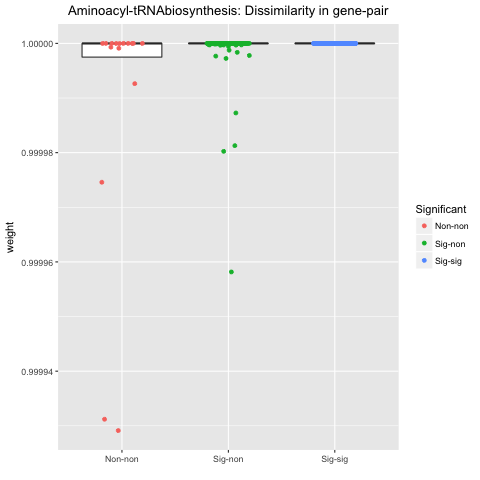 Aminoacyl-tRNAbiosynthesis: Dissimilarity in gene-pair
1.00000
0.99998
0.99996
0.99994
weight
Non-non
Sig-non
Sig-sig
Significant
Non-non
Sig-non
Sig-sig